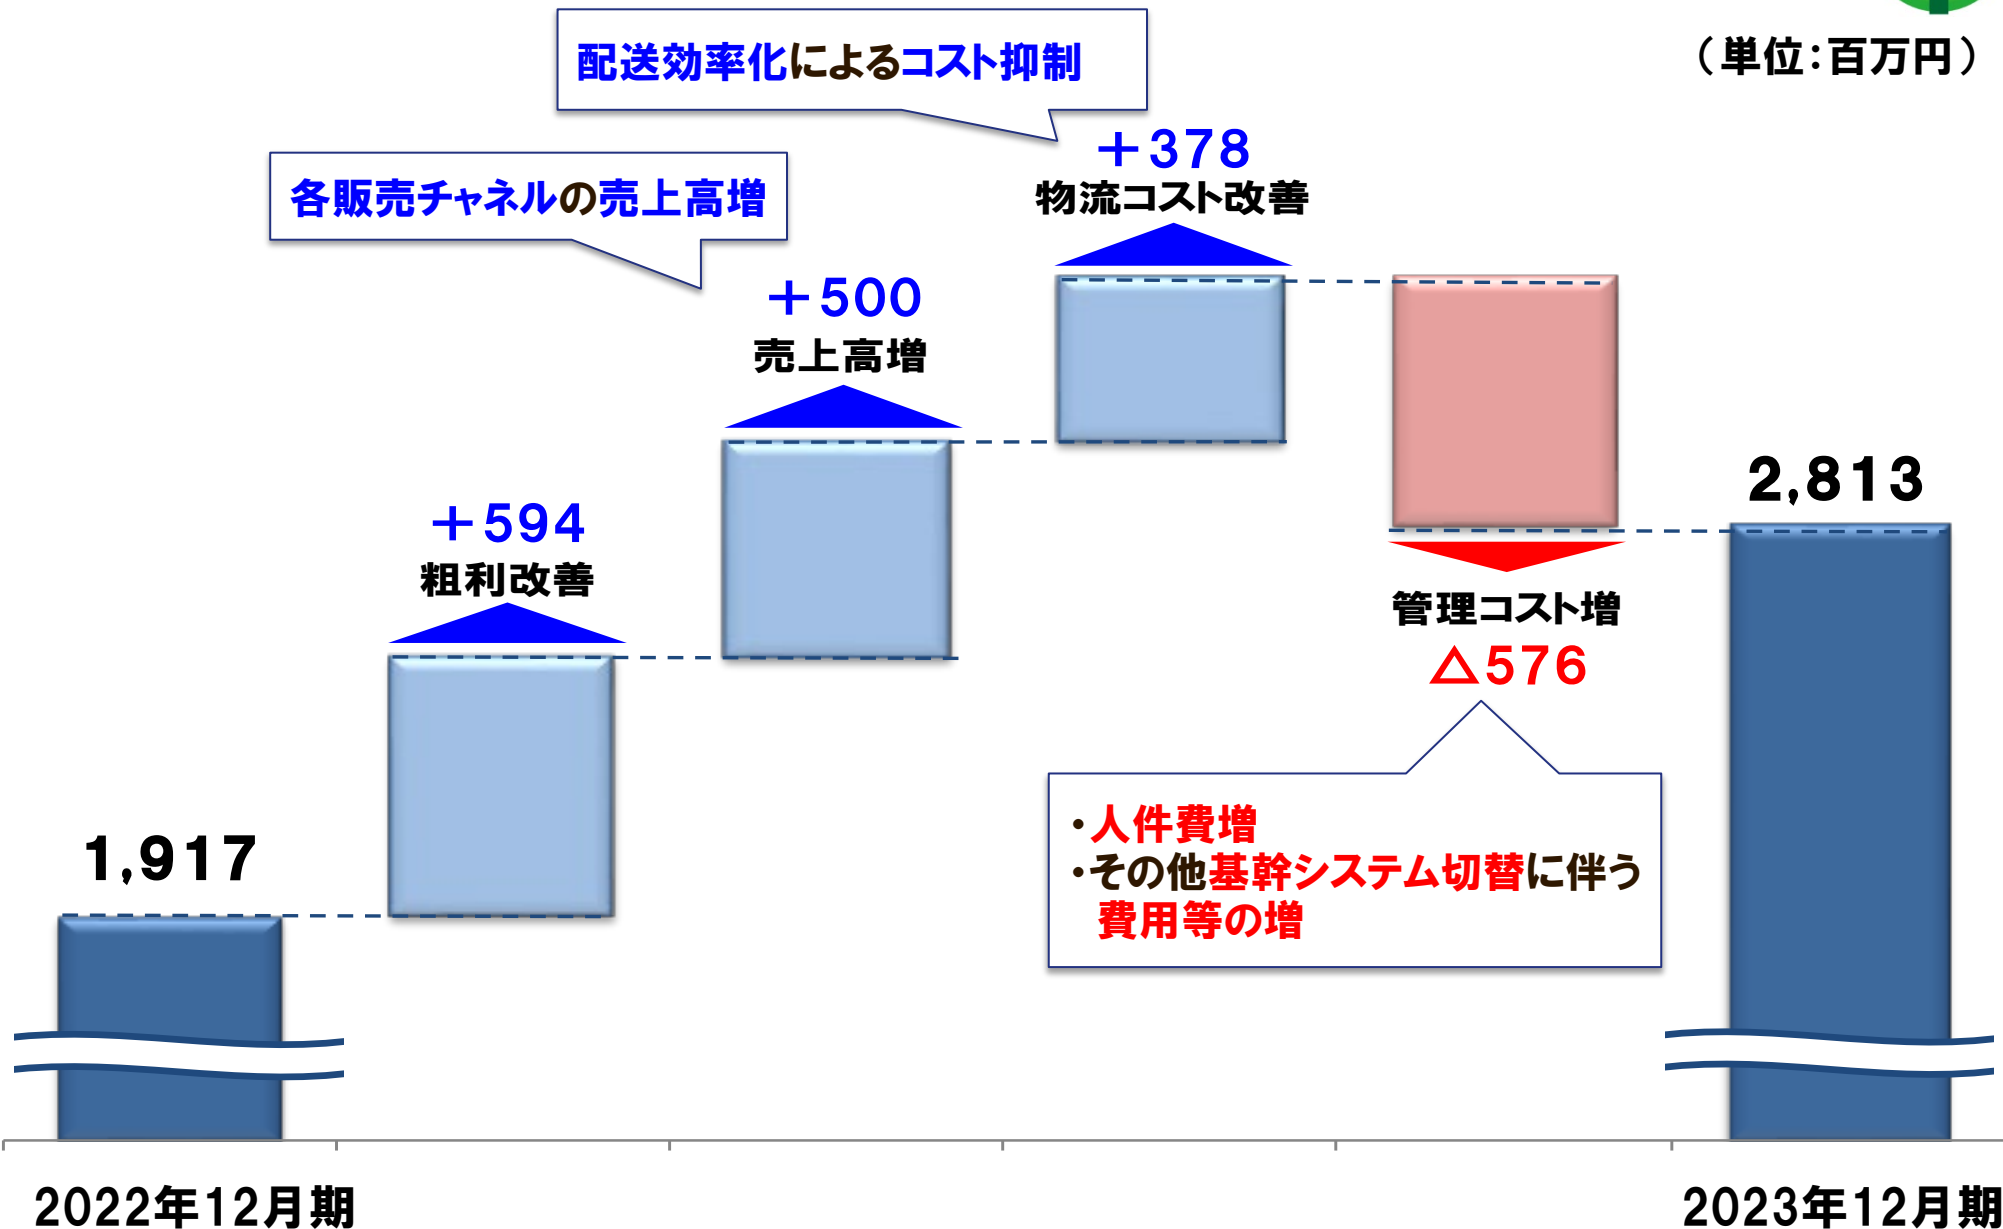 （単位：百万円）
配送効率化によるコスト抑制
＋378
物流コスト改善
各販売チャネルの売上高増
＋500
売上高増
＋594
粗利改善
2,813
管理コスト増
△576
1,917
・人件費増
・その他基幹システム切替に伴う
費用等の増
2022年12月期
2023年12月期